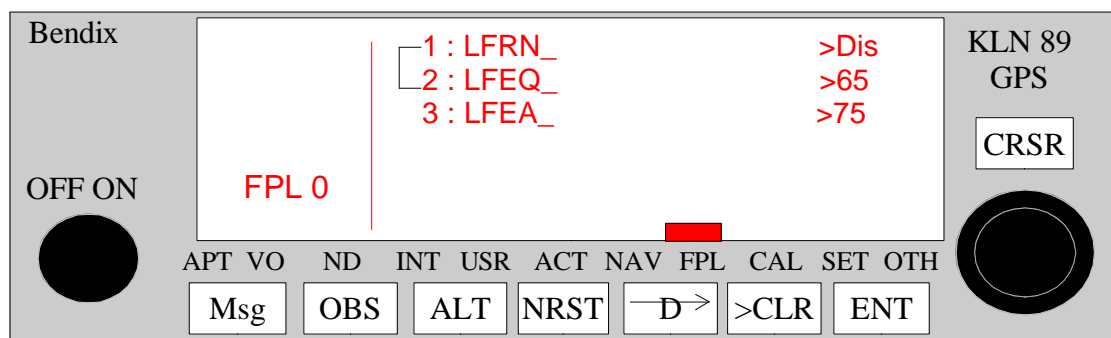 Bendix
1 : LFRN_ >Dis
2 : LFEQ_ >65
3 : LFEA_ >75
FPL 0
KLN 89
GPS
CRSR
OFF ON
APT VO ND INT USR ACT NAV FPL CAL SET OTH
Msg OBS ALT NRST D >CLR ENT